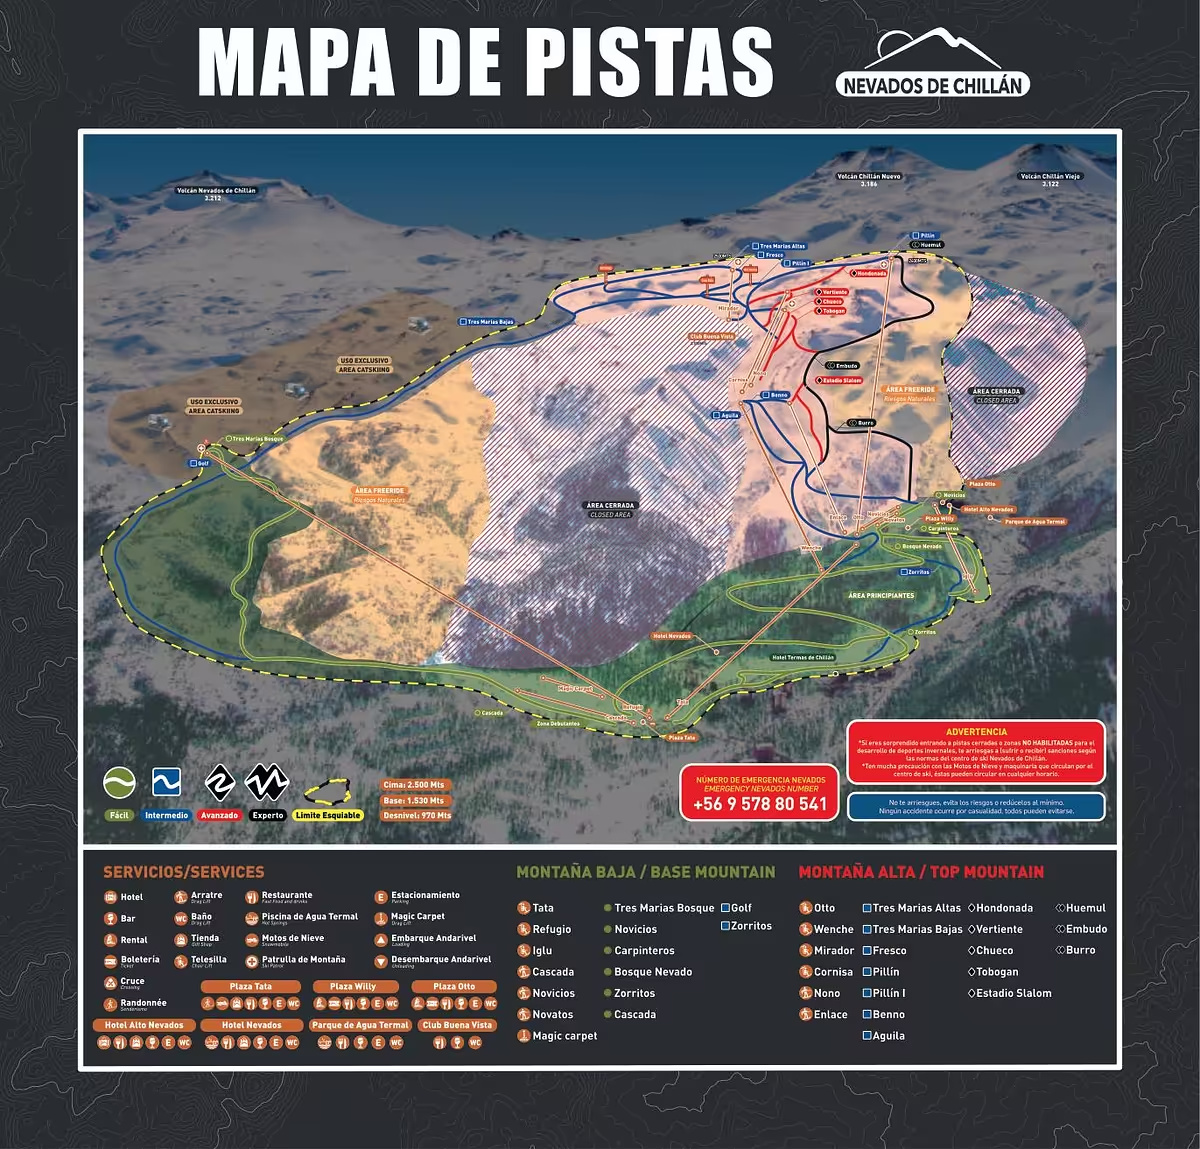 MAPA DE PISTAS
NEVADOS DE CHILLÁN
Volcán Nevados de Chillán
3.212
Volcán Chillán Nuevo
3.186
Volcán Chillán Viejo
3.122
Pillín
Huemul
Tres Marias Altas
Fresco
Pillín I
Hondonada
Vertiente
Chueco
Tobogan
Mirador
Tres Marias Bajas
Club Buena Vista
USO EXCLUSIVO
AREA CATSKIING
Embudo
Nono
Cornisa
Estadio Slalom
ÁREA FREERIDE
Riesgos Naturales
ÁREA CERRADA
CLOSED AREA
USO EXCLUSIVO
AREA CATSKIING
Benno
Aguila
Burro
Tres Marias Bosque
Golf
ÁREA FREERIDE
Riesgos Naturales
ÁREA CERRADA
CLOSED AREA
Plaza Otto
Novicios
Hotel Alto Nevados
Plaza Willy
Parque de Agua Termal
Enlace
Otto
Novicios
Novatos
Carpinteros
Wenche
Bosque Nevado
Zorritos
ÁREA PRINCIPIANTES
Hotel Nevados
Zorritos
Hotel Termas de Chillán
Magic Carpet
Tata
Refugio
Cascada
Cascada
Zona Debutantes
Plaza Tata
ADVERTENCIA
*Si eres sorprendido entrando a pistas cerradas o zonas NO HABILITADAS para el
desarrollo de deportes invernales, te arriesgas a (sufrir o recibir) sanciones según
las normas del centro de ski Nevados de Chillán.
*Ten mucha precaución con las Motos de Nieve y maquinaria que circulan por el
centro de ski, éstas pueden circular en cualquier horario.
NÚMERO DE EMERGENCIA NEVADOS
EMERGENCY NEVADOS NUMBER
+56 9 578 80 541
No te arriesgues, evita los riesgos o redúcelos al mínimo.
Ningún accidente ocurre por casualidad, todos pueden evitarse.
Fácil
Intermedio
Avanzado
Experto
Limite Esquiable
Cima: 2.500 Mts
Base: 1.530 Mts
Desnivel: 970 Mts
SERVICIOS/SERVICES
Hotel
Bar
Rental
Boletería
Ticket
Cruce
Crossing
Randonnée
Senderismo
Arratre
Drag Lift
Baño
Drag Lift
Tienda
Gift Shop
Telesilla
Chair Lift
Restaurante
Fast Food and drinks
Piscina de Agua Termal
Hot Springs
Motos de Nieve
Snowmobile
Patrulla de Montaña
Ski Patrol
E Estacionamiento
Parking
Magic Carpet
Drag Lift
Embarque Andarivel
Loading
Desembarque Andarivel
Unloading
Plaza Tata
E WC
Plaza Willy
E WC
Plaza Otto
E WC
Hotel Alto Nevados
E WC
Hotel Nevados
E WC
Parque de Agua Termal
E WC
Club Buena Vista
WC
MONTAÑA BAJA / BASE MOUNTAIN
Tata
Refugio
Iglu
Cascada
Novicios
Novatos
Magic carpet
Tres Marias Bosque
Novicios
Carpinteros
Bosque Nevado
Zorritos
Cascada
Golf
Zorritos
MONTAÑA ALTA / TOP MOUNTAIN
Otto
Wenche
Mirador
Cornisa
Nono
Enlace
Tres Marias Altas
Tres Marias Bajas
Fresco
Pillín
Pillín I
Benno
Aguila
Hondonada
Vertiente
Chueco
Tobogan
Estadio Slalom
Huemul
Embudo
Burro